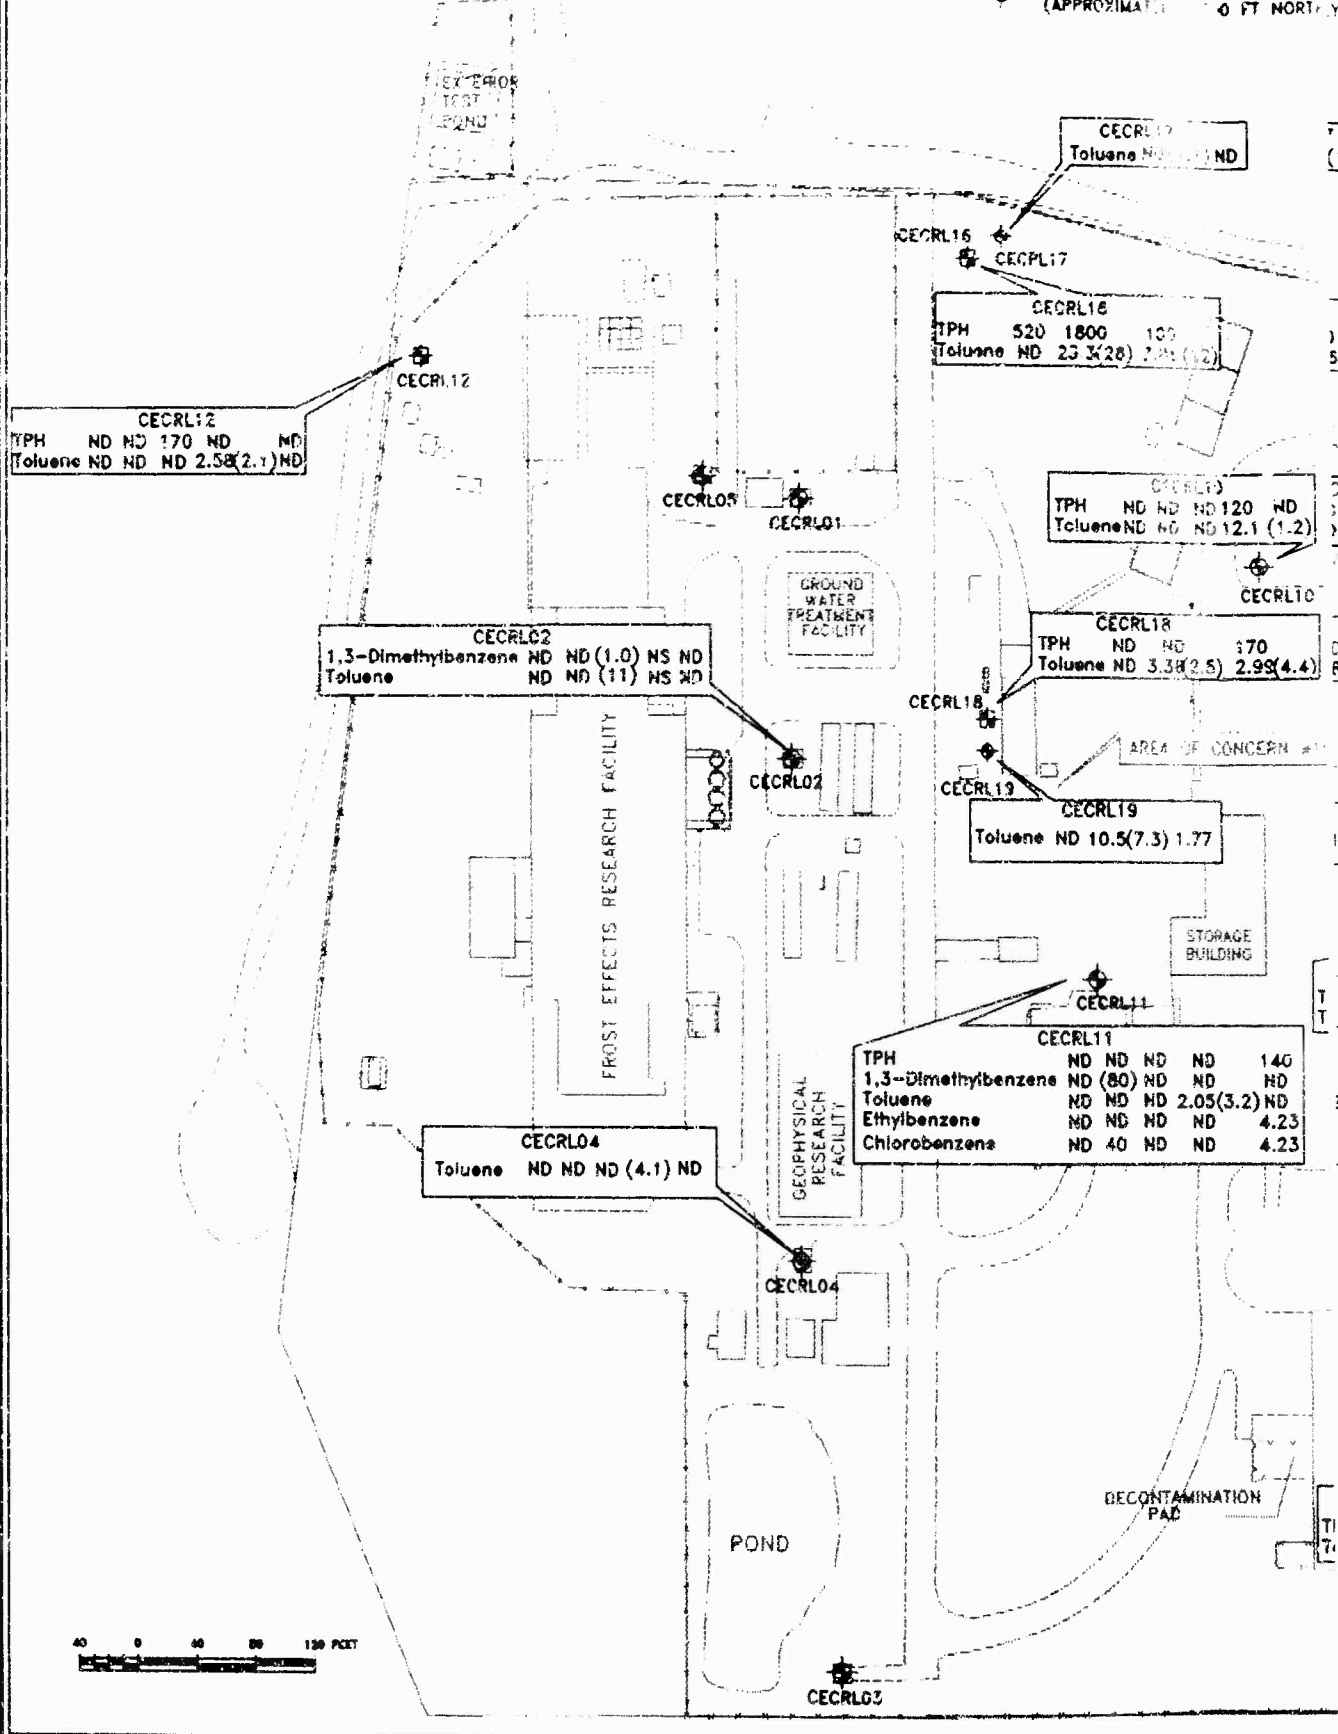 (APPROXIMAT
FT NORT
EXTERIOR
TEST
POND
Toluene ND
CECRL16
CECRL17
CECRL16
TPH 520 1800
Toluene ND 23.3(28)
CECRL12
CECRL12
TPH ND ND 170 ND ND
Toluene ND ND ND 2.58(2.1)ND
CECRL05
CECRL01
TPH ND ND ND 120 ND
Toluene ND ND ND 12.1 (1.2)
CECRL10
GROUND
WATER
TREATMENT
FACILITY
CECRL18
TPH ND ND 170
Toluene ND 3.38(2.5) 2.99(4.4)
CECRL02
1,3-Dimethylbenzene ND ND (1.0) NS ND
Toluene ND ND (11) NS ND
CECRL18
AREA OF CONCERN
CECRL02
CECRL19
CECRL19
Toluene ND 10.5(7.3) 1.77
FROST EFFECTS RESEARCH FACILITY
STORAGE
BUILDING
CECRL11
CECRL11
TPH ND ND ND ND 140
1,3-Dimethylbenzene ND (80) ND ND ND
Toluene ND ND ND 2.05(3.2) ND
Ethylbenzene ND ND ND ND 4.23
Chlorobenzene ND 40 ND ND 4.23
GEOPHYSICAL
RESEARCH
FACILITY
CECRL04
Toluene ND ND ND (4.1) ND
CECRL04
DECONTAMINATION
PAD
POND
40 0 40 80 120 FEET
CECRL03